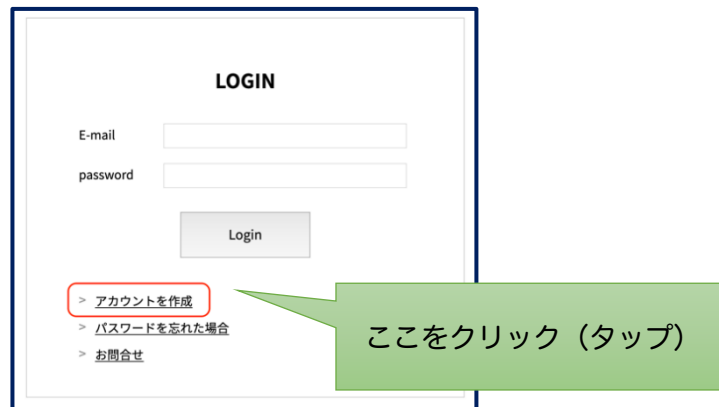 LOGIN
E-mail
password
Login
> アカウントを作成
> パスワードを忘れた場合
> お問合せ
ここをクリック（タップ）